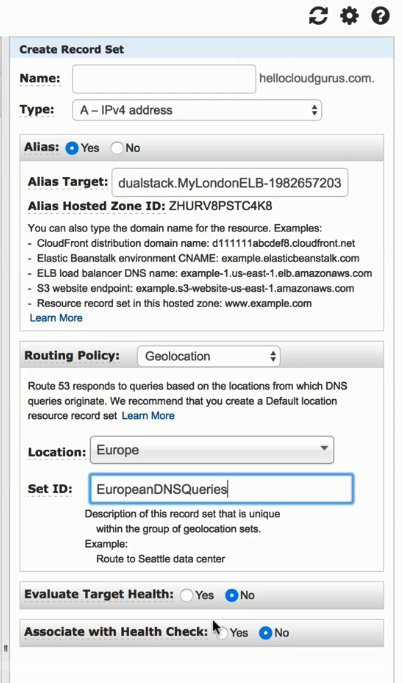 Create Record Set
Name: hellocloudgurus.com.
Type: A – IPv4 address
Alias: Yes No
Alias Target: dualstack.MyLondonELB-1982657203
Alias Hosted Zone ID: ZHURV8PSTC4K8
You can also type the domain name for the resource. Examples:
- CloudFront distribution domain name: d111111abcdef8.cloudfront.net
- Elastic Beanstalk environment CNAME: example.elasticbeanstalk.com
- ELB load balancer DNS name: example-1.us-east-1.elb.amazonaws.com
- S3 website endpoint: example.s3-website-us-east-1.amazonaws.com
- Resource record set in this hosted zone: www.example.com
Learn More
Routing Policy: Geolocation
Route 53 responds to queries based on the locations from which DNS
queries originate. We recommend that you create a Default location
resource record set Learn More
Location: Europe
Set ID: EuropeanDNSQueries
Description of this record set that is unique
within the group of geolocation sets.
Example:
Route to Seattle data center
Evaluate Target Health: Yes No
Associate with Health Check: Yes No